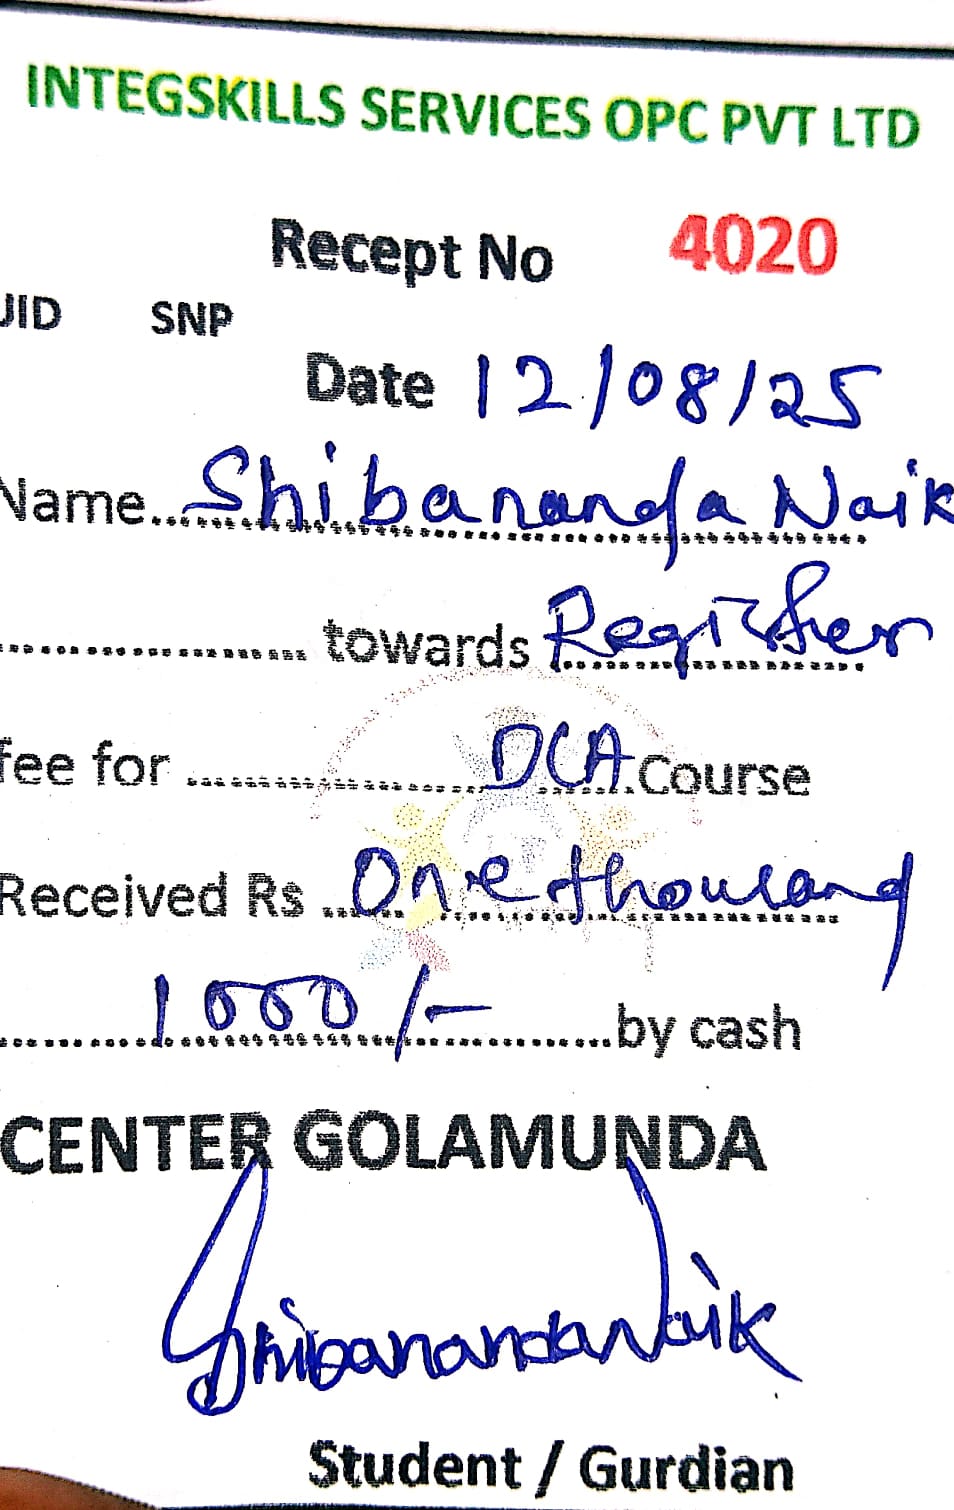 INTEGSKILLS SERVICES OPC PVT LTD
Recept No 4020
JID SNP
Date 12/08/25
Name Shibananda Naik
towards Register
fee for DCA Course
Received Rs One thousand
1000/- by cash
CENTER GOLAMUNDA
Shibananda Naik
Student / Gurdian